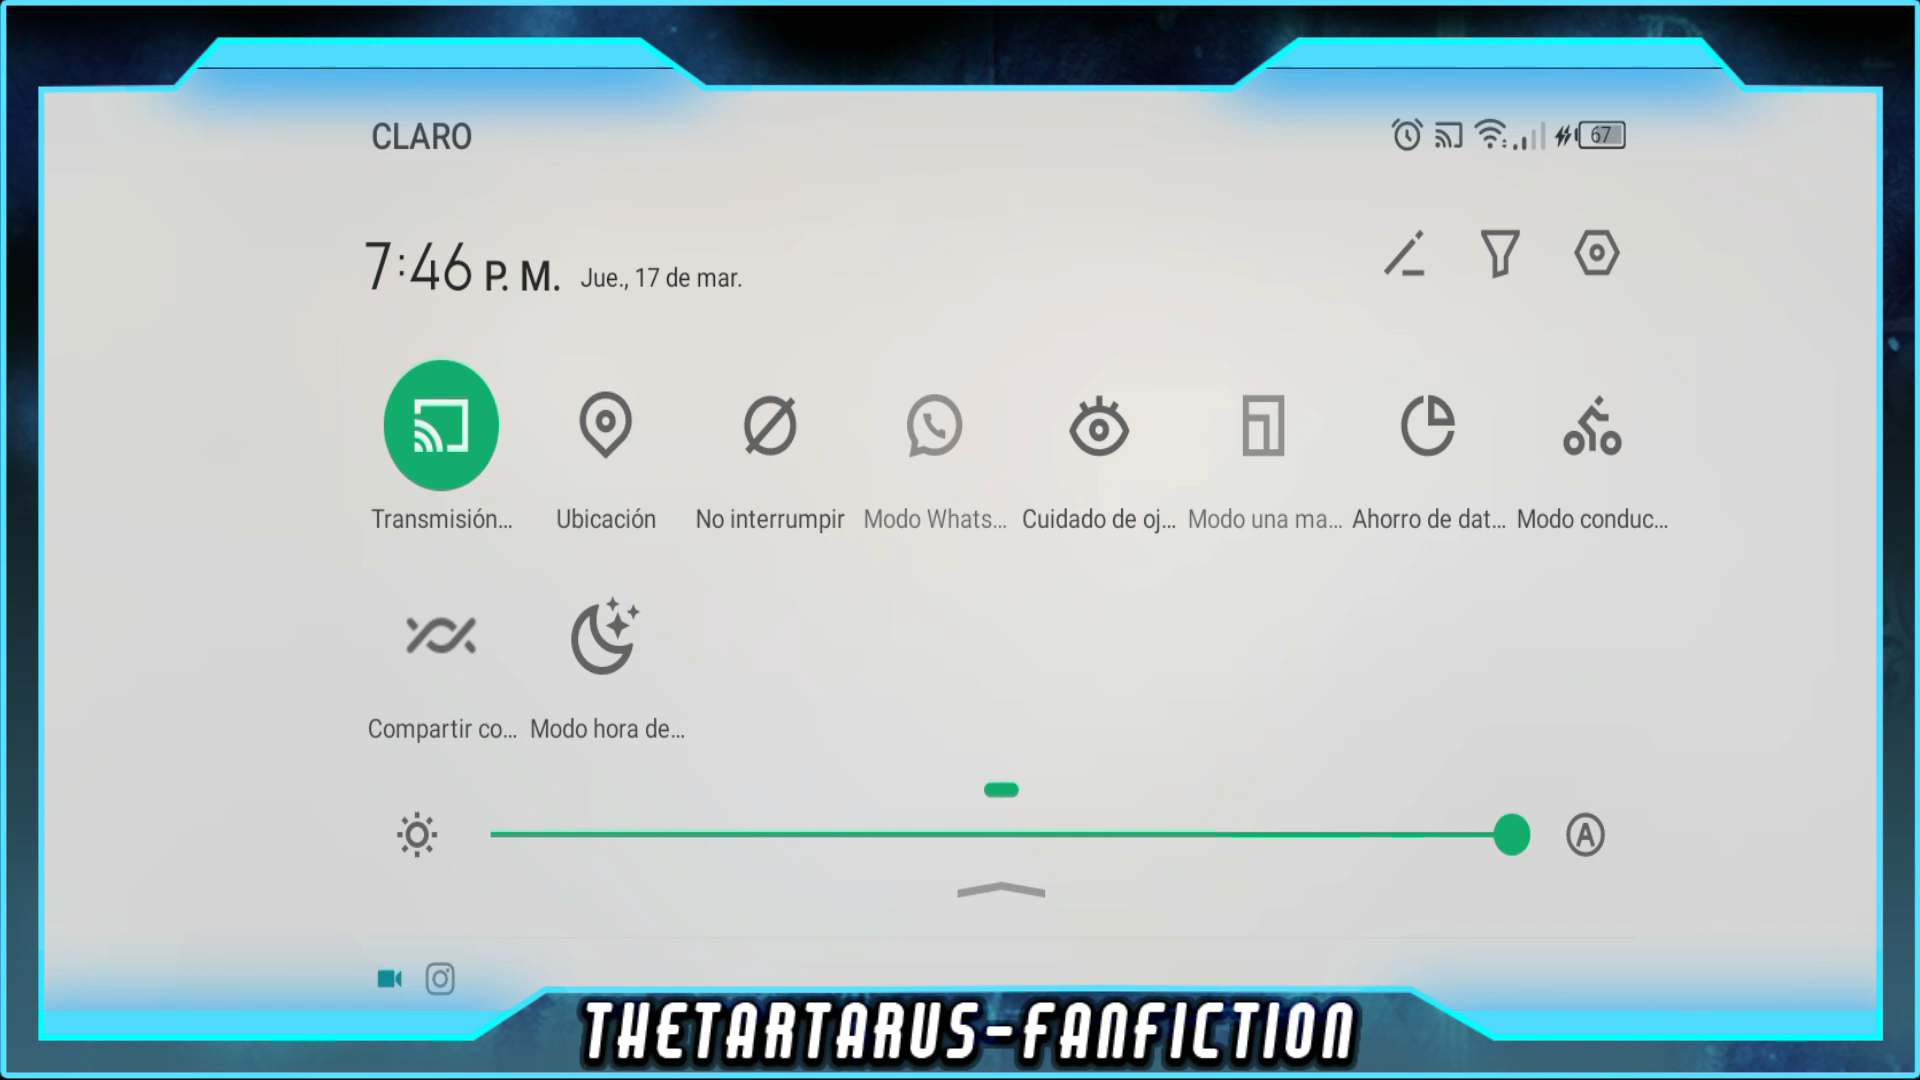 CLARO
67
7:46 P. M. Jue., 17 de mar.
Transmisión... Ubicación No interrumpir Modo Whats... Cuidado de oj... Modo una ma... Ahorro de dat... Modo conduc...
Compartir co... Modo hora de...
A
THETARTARUS-FANFICTION